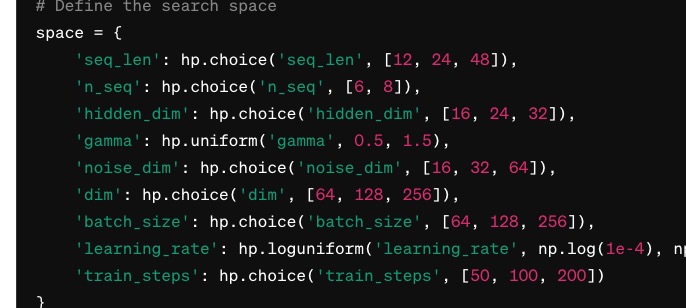 # Define the search space
space = {
    'seq_len': hp.choice('seq_len', [12, 24, 48]),
    'n_seq': hp.choice('n_seq', [6, 8]),
    'hidden_dim': hp.choice('hidden_dim', [16, 24, 32]),
    'gamma': hp.uniform('gamma', 0.5, 1.5),
    'noise_dim': hp.choice('noise_dim', [16, 32, 64]),
    'dim': hp.choice('dim', [64, 128, 256]),
    'batch_size': hp.choice('batch_size', [64, 128, 256]),
    'learning_rate': hp.loguniform('learning_rate', np.log(1e-4), np
    'train_steps': hp.choice('train_steps', [50, 100, 200])
}